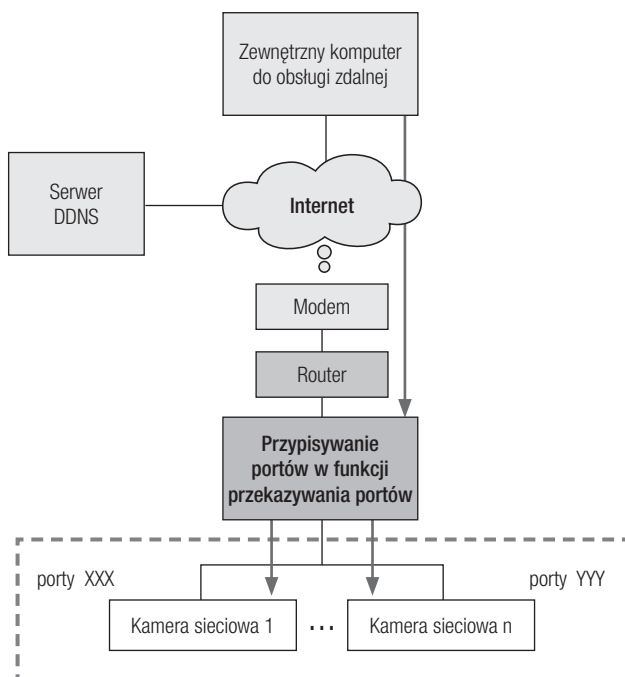 Zewnętrzny komputer
do obsługi zdalnej
Serwer
DDNS
Internet
Modem
Router
Przypisywanie
portów w funkcji
przekazywania portów
porty XXX
porty YYY
Kamera sieciowa 1
...
Kamera sieciowa n